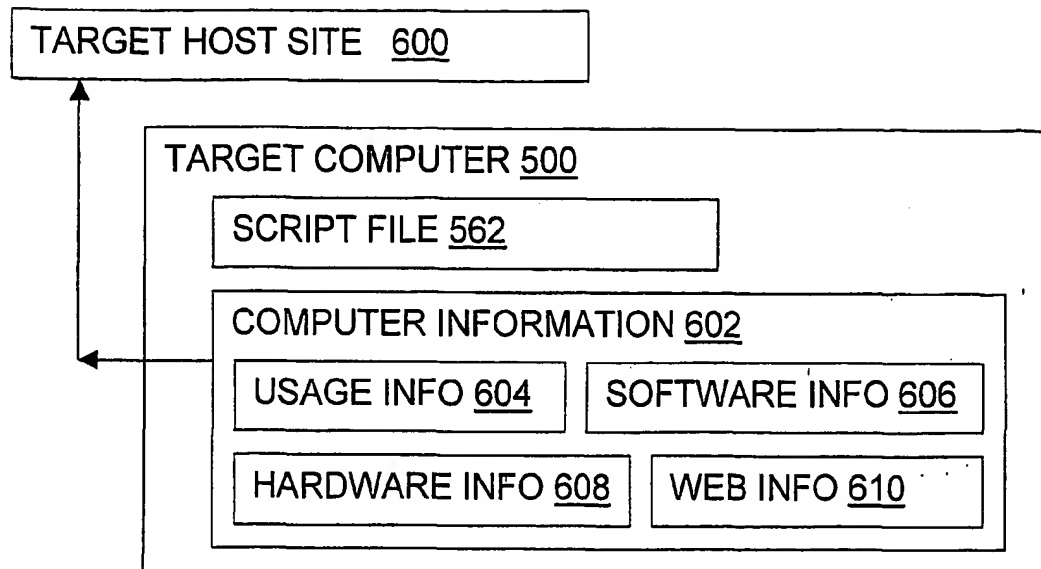 TARGET HOST SITE 600
TARGET COMPUTER 500
SCRIPT FILE 562
COMPUTER INFORMATION 602
USAGE INFO 604
SOFTWARE INFO 606
HARDWARE INFO 608
WEB INFO 610